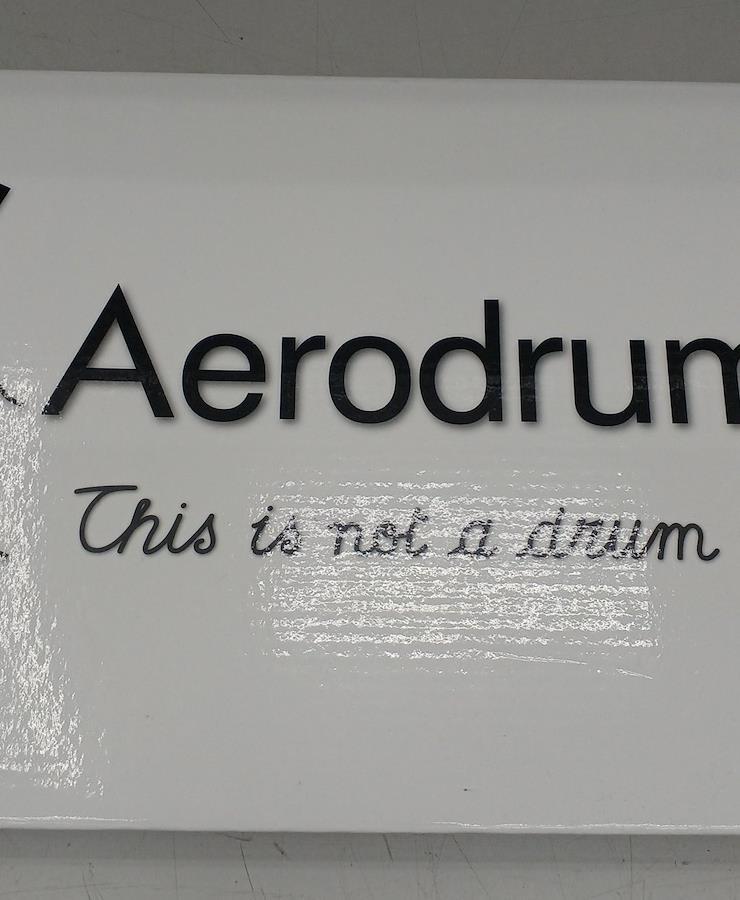 Aerodrum
This is not a drum